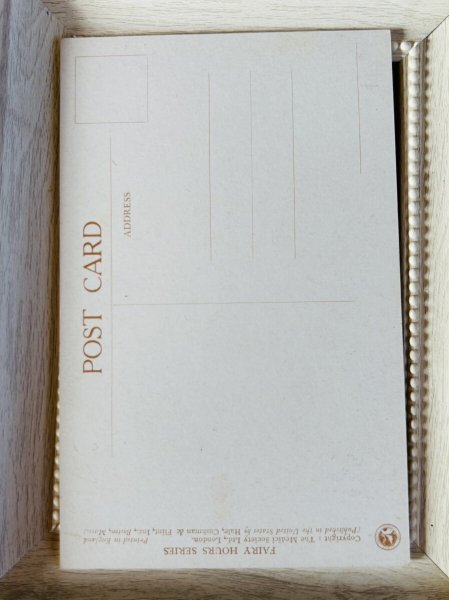 POST CARD
ADDRESS
FAIRY HOURS SERIES
Copyright : The Medici Society Ltd., London.
(Published in the United States by Hale, Cushman & Flint, Inc., Boston, Mass.)
Printed in England